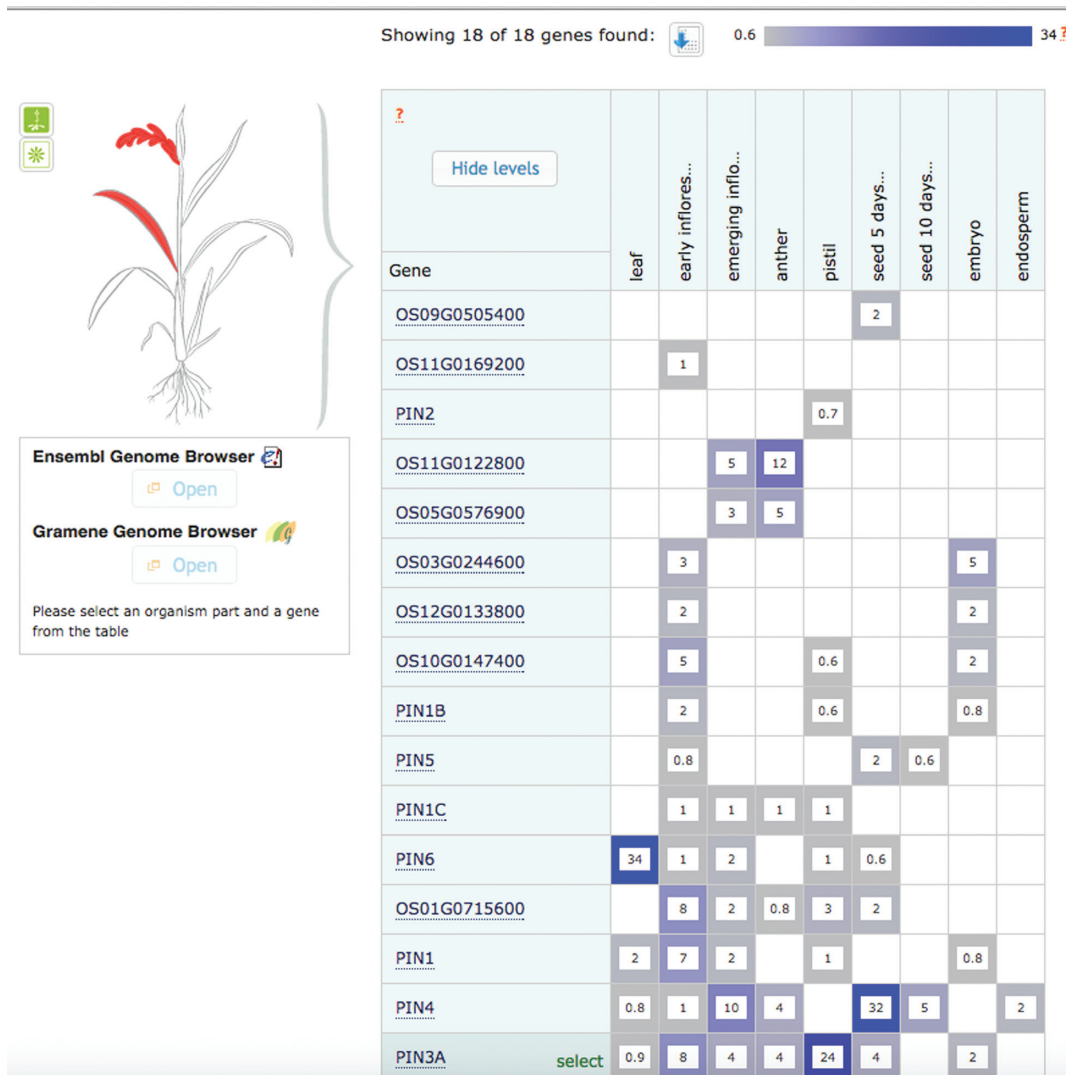 Showing 18 of 18 genes found: 0.6 34 ?
?
Hide levels
Gene leaf early inflores... emerging inflo... anther pistil seed 5 days... seed 10 days... embryo endosperm
OS09G0505400 2
OS11G0169200 1
PIN2 0.7
OS11G0122800 5 12
OS05G0576900 3 5
OS03G0244600 3 5
OS12G0133800 2 2
OS10G0147400 5 0.6 2
PIN1B 2 0.6 0.8
PIN5 0.8 2 0.6
PIN1C 1 1 1 1
PIN6 34 1 2 1 0.6
OS01G0715600 8 2 0.8 3 2
PIN1 2 7 2 1 0.8
PIN4 0.8 1 10 4 32 5 2
PIN3A select 0.9 8 4 4 24 4 2
Ensembl Genome Browser e!
Open
Gramene Genome Browser G
Open
Please select an organism part and a gene
from the table